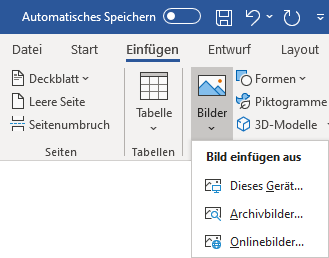 Automatisches Speichern
Datei Start Einfügen Entwurf Layout
Deckblatt
Leere Seite
Seitenumbruch
Seiten
Tabelle
Tabellen
Bilder
Formen
Piktogramme
3D-Modelle
Bild einfügen aus
Dieses Gerät...
Archivbilder...
Onlinebilder...